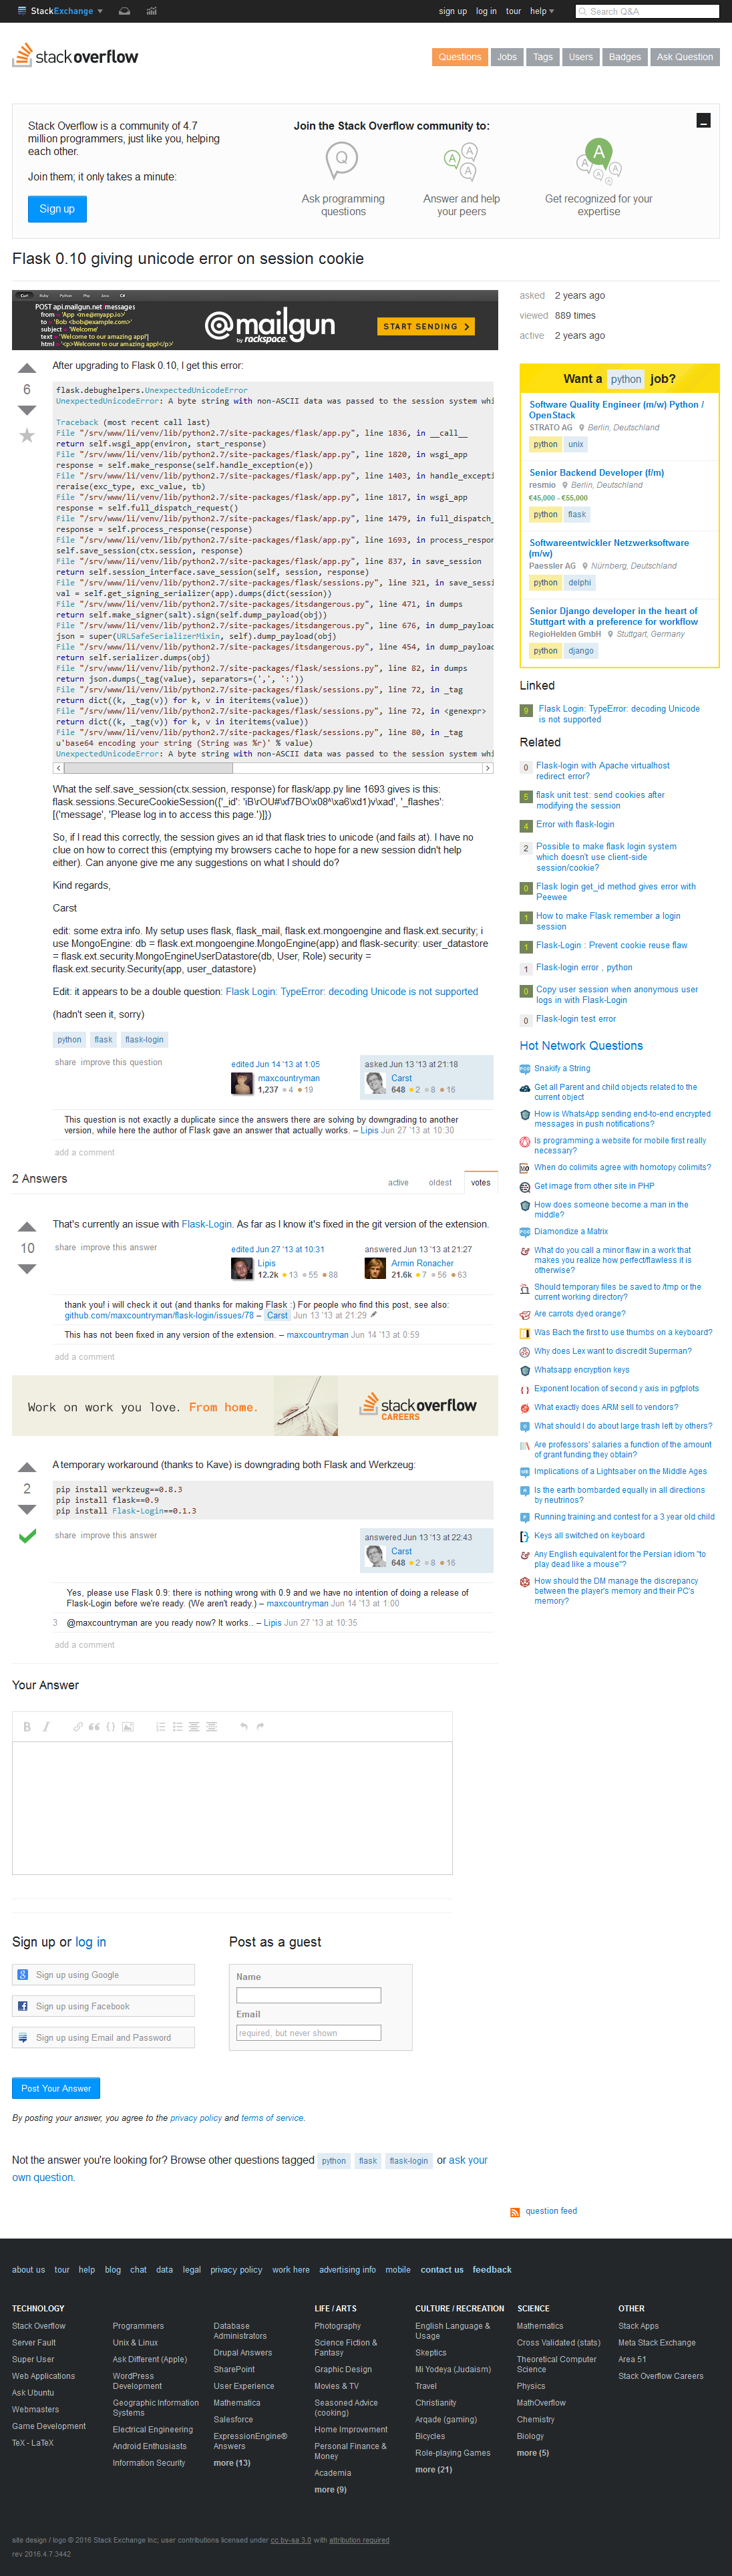 StackExchange
sign up log in tour help
Search Q&A
stackoverflow
Questions Jobs Tags Users Badges Ask Question
Stack Overflow is a community of 4.7
million programmers, just like you, helping
each other.
Join them; it only takes a minute:
Sign up
Join the Stack Overflow community to:
Q
Ask programming
questions
A
A
A
Answer and help
your peers
A
Get recognized for your
expertise
Flask 0.10 giving unicode error on session cookie
Curl Ruby Python Php Java C#
POST api.mailgun.net/messages
from = 'App <me@myapp.io>'
to = 'Bob <bob@example.com>'
subject = 'Welcome'
text = 'Welcome to our amazing app!'
html = '<p>Welcome to our amazing app!</p>'
@mailgun
by rackspace.
START SENDING
asked 2 years ago
viewed 889 times
active 2 years ago
6
After upgrading to Flask 0.10, I get this error:
flask.debughelpers.UnexpectedUnicodeError
UnexpectedUnicodeError: A byte string with non-ASCII data was passed to the session system whi
Traceback (most recent call last)
File "/srv/www/li/venv/lib/python2.7/site-packages/flask/app.py", line 1836, in __call__
return self.wsgi_app(environ, start_response)
File "/srv/www/li/venv/lib/python2.7/site-packages/flask/app.py", line 1820, in wsgi_app
response = self.make_response(self.handle_exception(e))
File "/srv/www/li/venv/lib/python2.7/site-packages/flask/app.py", line 1403, in handle_excepti
reraise(exc_type, exc_value, tb)
File "/srv/www/li/venv/lib/python2.7/site-packages/flask/app.py", line 1817, in wsgi_app
response = self.full_dispatch_request()
File "/srv/www/li/venv/lib/python2.7/site-packages/flask/app.py", line 1479, in full_dispatch_
response = self.process_response(response)
File "/srv/www/li/venv/lib/python2.7/site-packages/flask/app.py", line 1693, in process_respon
self.save_session(ctx.session, response)
File "/srv/www/li/venv/lib/python2.7/site-packages/flask/app.py", line 837, in save_session
return self.session_interface.save_session(self, session, response)
File "/srv/www/li/venv/lib/python2.7/site-packages/flask/sessions.py", line 321, in save_sessi
val = self.get_signing_serializer(app).dumps(dict(session))
File "/srv/www/li/venv/lib/python2.7/site-packages/itsdangerous.py", line 471, in dumps
return self.make_signer(salt).sign(self.dump_payload(obj))
File "/srv/www/li/venv/lib/python2.7/site-packages/itsdangerous.py", line 676, in dump_payload
json = super(URLSafeSerializerMixin, self).dump_payload(obj)
File "/srv/www/li/venv/lib/python2.7/site-packages/itsdangerous.py", line 454, in dump_payload
return self.serializer.dumps(obj)
File "/srv/www/li/venv/lib/python2.7/site-packages/flask/sessions.py", line 82, in dumps
return json.dumps(_tag(value), separators=(',', ':'))
File "/srv/www/li/venv/lib/python2.7/site-packages/flask/sessions.py", line 72, in _tag
return dict((k, _tag(v)) for k, v in iteritems(value))
File "/srv/www/li/venv/lib/python2.7/site-packages/flask/sessions.py", line 72, in <genexpr>
return dict((k, _tag(v)) for k, v in iteritems(value))
File "/srv/www/li/venv/lib/python2.7/site-packages/flask/sessions.py", line 80, in _tag
u'base64 encoding your string (String was %r)' % value)
UnexpectedUnicodeError: A byte string with non-ASCII data was passed to the session system whi
What the self.save_session(ctx.session, response) for flask/app.py line 1693 gives is this:
flask.sessions.SecureCookieSession({'_id': 'iB\rOU#\xf7BO\x08^\xa6\xd1)v\xad', '_flashes':
[('message', 'Please log in to access this page.')]})
So, if I read this correctly, the session gives an id that flask tries to unicode (and fails at). I have no
clue on how to correct this (emptying my browsers cache to hope for a new session didn't help
either). Can anyone give me any suggestions on what I should do?
Kind regards,
Carst
edit: some extra info. My setup uses flask, flask_mail, flask.ext.mongoengine and flask.ext.security; i
use MongoEngine: db = flask.ext.mongoengine.MongoEngine(app) and flask-security: user_datastore
= flask.ext.security.MongoEngineUserDatastore(db, User, Role) security =
flask.ext.security.Security(app, user_datastore)
Edit: it appears to be a double question: Flask Login: TypeError: decoding Unicode is not supported
(hadn't seen it, sorry)
python flask flask-login
share improve this question
edited Jun 14 '13 at 1:05
maxcountryman
1,237 4 19
asked Jun 13 '13 at 21:18
Carst
648 2 8 16
This question is not exactly a duplicate since the answers there are solving by downgrading to another
version, while here the author of Flask gave an answer that actually works. – Lipis Jun 27 '13 at 10:30
add a comment
2 Answers
active oldest votes
10
That's currently an issue with Flask-Login. As far as I know it's fixed in the git version of the extension.
share improve this answer
edited Jun 27 '13 at 10:31
Lipis
12.2k 13 55 88
answered Jun 13 '13 at 21:27
Armin Ronacher
21.6k 7 56 63
thank you! i will check it out (and thanks for making Flask :) For people who find this post, see also:
github.com/maxcountryman/flask-login/issues/78 – Carst Jun 13 '13 at 21:29
This has not been fixed in any version of the extension. – maxcountryman Jun 14 '13 at 0:59
add a comment
Work on work you love. From home.
stackoverflow
CAREERS
2
A temporary workaround (thanks to Kave) is downgrading both Flask and Werkzeug:
pip install werkzeug==0.8.3
pip install flask==0.9
pip install Flask-Login==0.1.3
share improve this answer
answered Jun 13 '13 at 22:43
Carst
648 2 8 16
Yes, please use Flask 0.9: there is nothing wrong with 0.9 and we have no intention of doing a release of
Flask-Login before we're ready. (We aren't ready.) – maxcountryman Jun 14 '13 at 1:00
3 @maxcountryman are you ready now? It works.. – Lipis Jun 27 '13 at 10:35
add a comment
Your Answer
Sign up or log in
Sign up using Google
Sign up using Facebook
Sign up using Email and Password
Post as a guest
Name
Email
required, but never shown
Post Your Answer
By posting your answer, you agree to the privacy policy and terms of service.
Not the answer you're looking for? Browse other questions tagged python flask flask-login or ask your
own question.
Want a python job?
Software Quality Engineer (m/w) Python /
OpenStack
STRATO AG Berlin, Deutschland
python unix
Senior Backend Developer (f/m)
resmio Berlin, Deutschland
€45,000 - €55,000
python flask
Softwareentwickler Netzwerksoftware
(m/w)
Paessler AG Nürnberg, Deutschland
python delphi
Senior Django developer in the heart of
Stuttgart with a preference for workflow
RegioHelden GmbH Stuttgart, Germany
python django
Linked
9 Flask Login: TypeError: decoding Unicode
is not supported
Related
0 Flask-login with Apache virtualhost
redirect error?
5 flask unit test: send cookies after
modifying the session
4 Error with flask-login
2 Possible to make flask login system
which doesn't use client-side
session/cookie?
0 Flask login get_id method gives error with
Peewee
1 How to make Flask remember a login
session
1 Flask-Login : Prevent cookie reuse flaw
1 Flask-login error , python
0 Copy user session when anonymous user
logs in with Flask-Login
0 Flask-login test error
Hot Network Questions
Snakify a String
Get all Parent and child objects related to the
current object
How is WhatsApp sending end-to-end encrypted
messages in push notifications?
Is programming a website for mobile first really
necessary?
When do colimits agree with homotopy colimits?
Get image from other site in PHP
How does someone become a man in the
middle?
Diamondize a Matrix
What do you call a minor flaw in a work that
makes you realize how perfect/flawless it is
otherwise?
Should temporary files be saved to /tmp or the
current working directory?
Are carrots dyed orange?
Was Bach the first to use thumbs on a keyboard?
Why does Lex want to discredit Superman?
Whatsapp encryption keys
Exponent location of second y axis in pgfplots
What exactly does ARM sell to vendors?
What should I do about large trash left by others?
Are professors' salaries a function of the amount
of grant funding they obtain?
Implications of a Lightsaber on the Middle Ages
Is the earth bombarded equally in all directions
by neutrinos?
Running training and contest for a 3 year old child
Keys all switched on keyboard
Any English equivalent for the Persian idiom "to
play dead like a mouse"?
How should the DM manage the discrepancy
between the player's memory and their PC's
memory?
question feed
about us tour help blog chat data legal privacy policy work here advertising info mobile contact us feedback
TECHNOLOGY
Stack Overflow
Server Fault
Super User
Web Applications
Ask Ubuntu
Webmasters
Game Development
TeX - LaTeX
Programmers
Unix & Linux
Ask Different (Apple)
WordPress
Development
Geographic Information
Systems
Electrical Engineering
Android Enthusiasts
Information Security
Database
Administrators
Drupal Answers
SharePoint
User Experience
Mathematica
Salesforce
ExpressionEngine®
Answers
more (13)
LIFE / ARTS
Photography
Science Fiction &
Fantasy
Graphic Design
Movies & TV
Seasoned Advice
(cooking)
Home Improvement
Personal Finance &
Money
Academia
more (9)
CULTURE / RECREATION
English Language &
Usage
Skeptics
Mi Yodeya (Judaism)
Travel
Christianity
Arqade (gaming)
Bicycles
Role-playing Games
more (21)
SCIENCE
Mathematics
Cross Validated (stats)
Theoretical Computer
Science
Physics
MathOverflow
Chemistry
Biology
more (5)
OTHER
Stack Apps
Meta Stack Exchange
Area 51
Stack Overflow Careers
site design / logo © 2016 Stack Exchange Inc; user contributions licensed under cc by-sa 3.0 with attribution required
rev 2016.4.7.3442